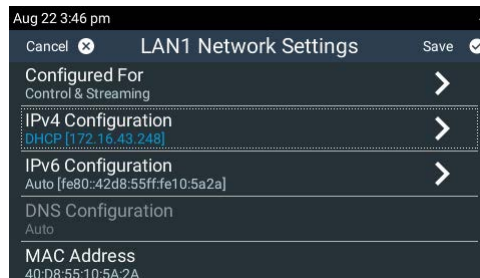 Aug 22 3:46 pm
Cancel LAN1 Network Settings Save
Configured For
Control & Streaming
IPv4 Configuration
DHCP [172.16.43.248]
IPv6 Configuration
Auto [fe80::42d8:55ff:fe10:5a2a]
DNS Configuration
Auto
MAC Address
40:D8:55:10:5A:2A